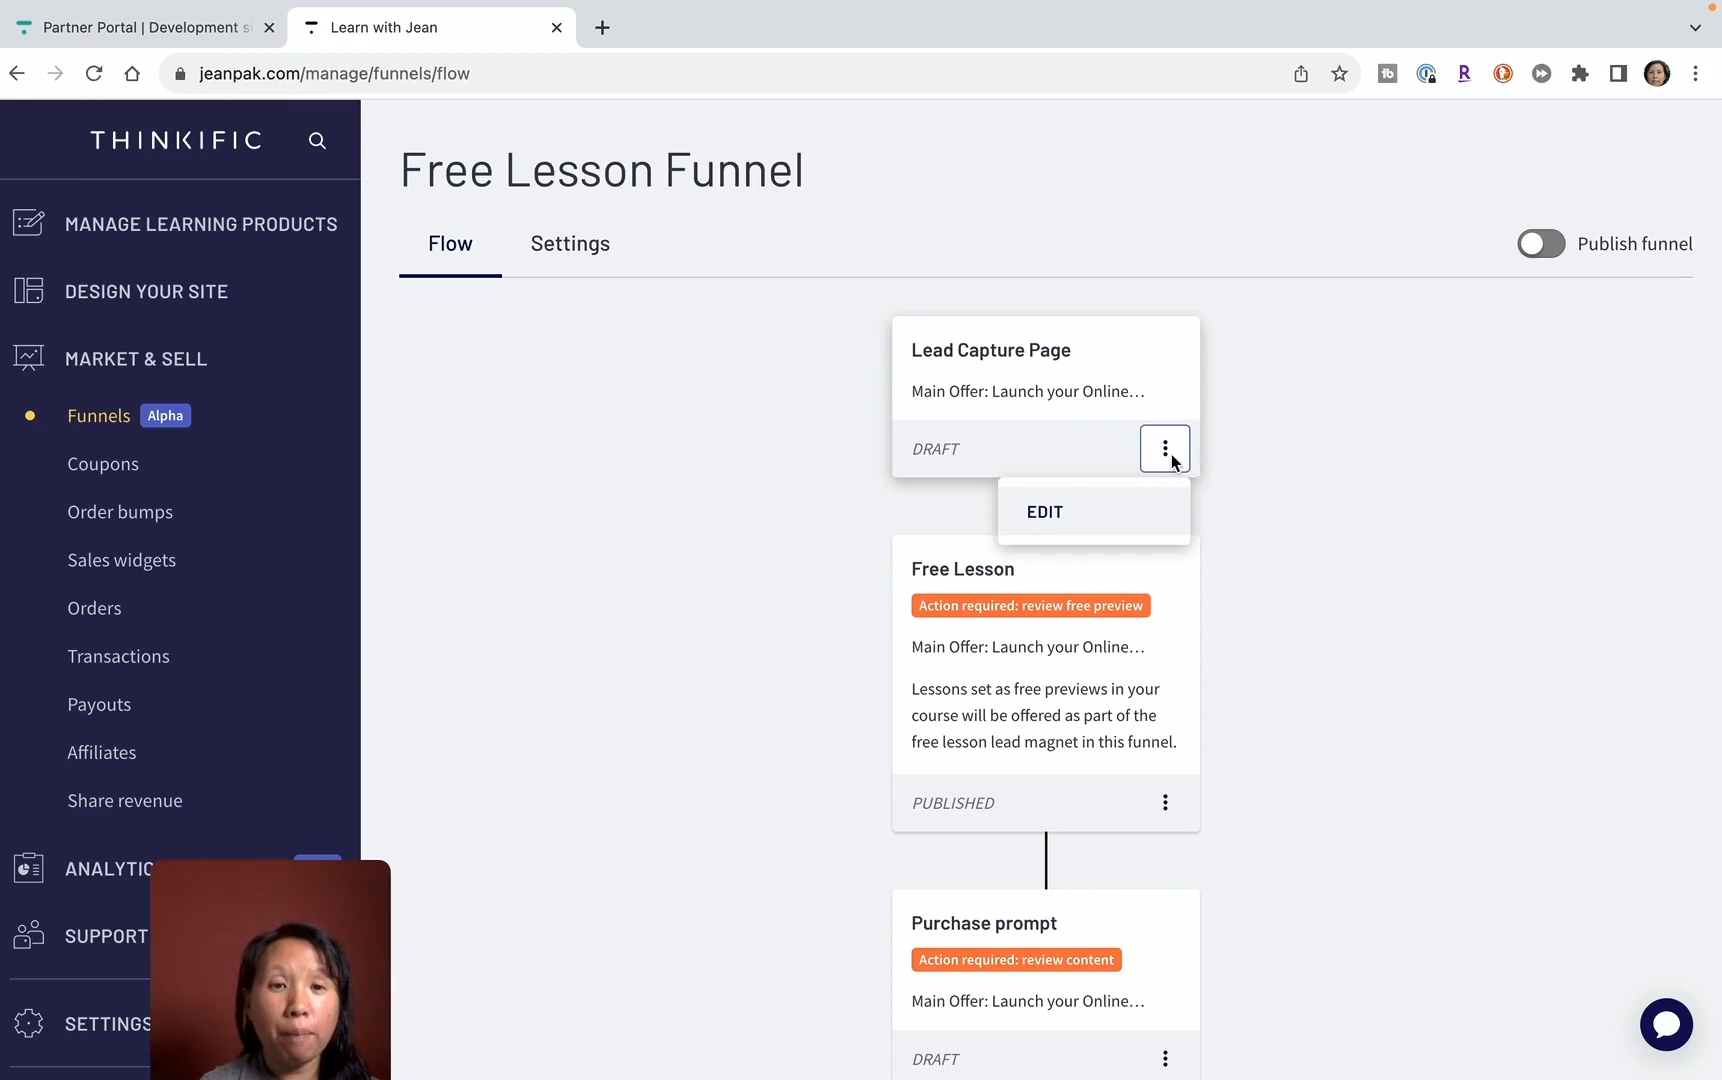 Partner Portal | Development s
Learn with Jean
jeanpak.com/manage/funnels/flow
THINKIFIC
MANAGE LEARNING PRODUCTS
DESIGN YOUR SITE
MARKET & SELL
Funnels Alpha
Coupons
Order bumps
Sales widgets
Orders
Transactions
Payouts
Affiliates
Share revenue
ANALYTIC
SUPPORT
SETTINGS
Free Lesson Funnel
Flow
Settings
Publish funnel
Lead Capture Page
Main Offer: Launch your Online...
DRAFT
EDIT
Free Lesson
Action required: review free preview
Main Offer: Launch your Online...
Lessons set as free previews in your
course will be offered as part of the
free lesson lead magnet in this funnel.
PUBLISHED
Purchase prompt
Action required: review content
Main Offer: Launch your Online...
DRAFT